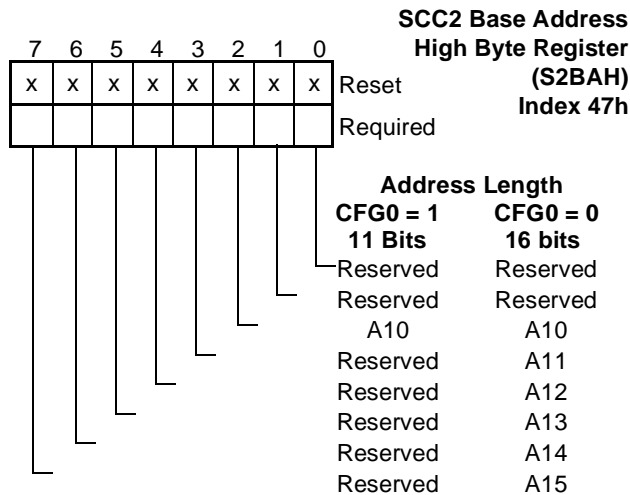 SCC2 Base Address
High Byte Register
(S2BAH)
Index 47h
7 6 5 4 3 2 1 0
x x x x x x x x Reset
Required
Address Length
CFG0 = 1 CFG0 = 0
11 Bits 16 bits
Reserved Reserved
Reserved Reserved
A10 A10
Reserved A11
Reserved A12
Reserved A13
Reserved A14
Reserved A15